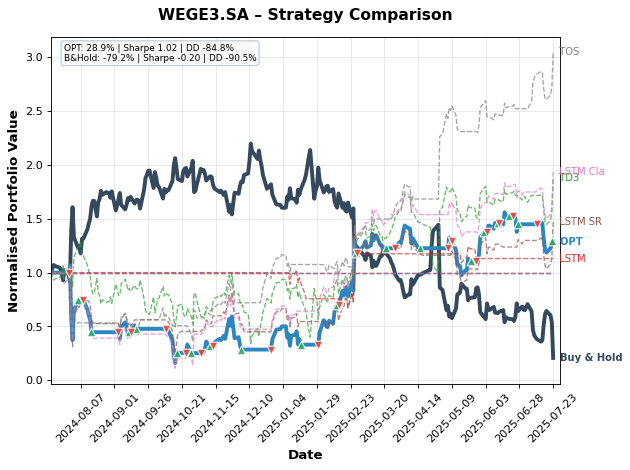 WEGE3.SA – Strategy Comparison
OPT: 28.9% | Sharpe 1.02 | DD -84.8%
B&Hold: -79.2% | Sharpe -0.20 | DD -90.5%
Normalised Portfolio Value
3.0
2.5
2.0
1.5
1.0
0.5
0.0
TOS
LSTM Cla
TD3
LSTM SR
OPT
LSTM
Buy & Hold
2024-08-07
2024-09-01
2024-09-26
2024-10-21
2024-11-15
2024-12-10
2025-01-04
2025-01-29
2025-02-23
2025-03-20
2025-04-14
2025-05-09
2025-06-03
2025-06-28
2025-07-23
Date